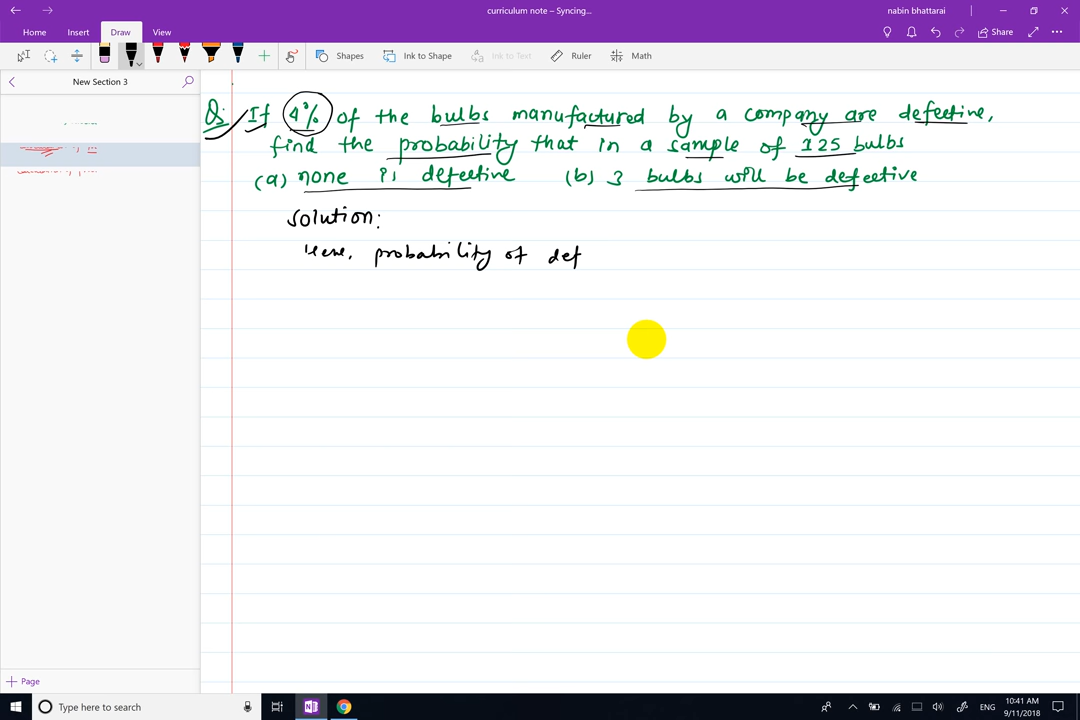 curriculum note – Syncing...
nabin bhattarai
Home Insert Draw View
Share
Shapes Ink to Shape Ink to Text Ruler Math
New Section 3
Q: If 4% of the bulbs manufactured by a company are defective,
find the probability that in a sample of 125 bulbs
(a) none is defective (b) 3 bulbs will be defective
Solution:
Here, probability of def
Page
Type here to search
ENG
10:41 AM
9/11/2018